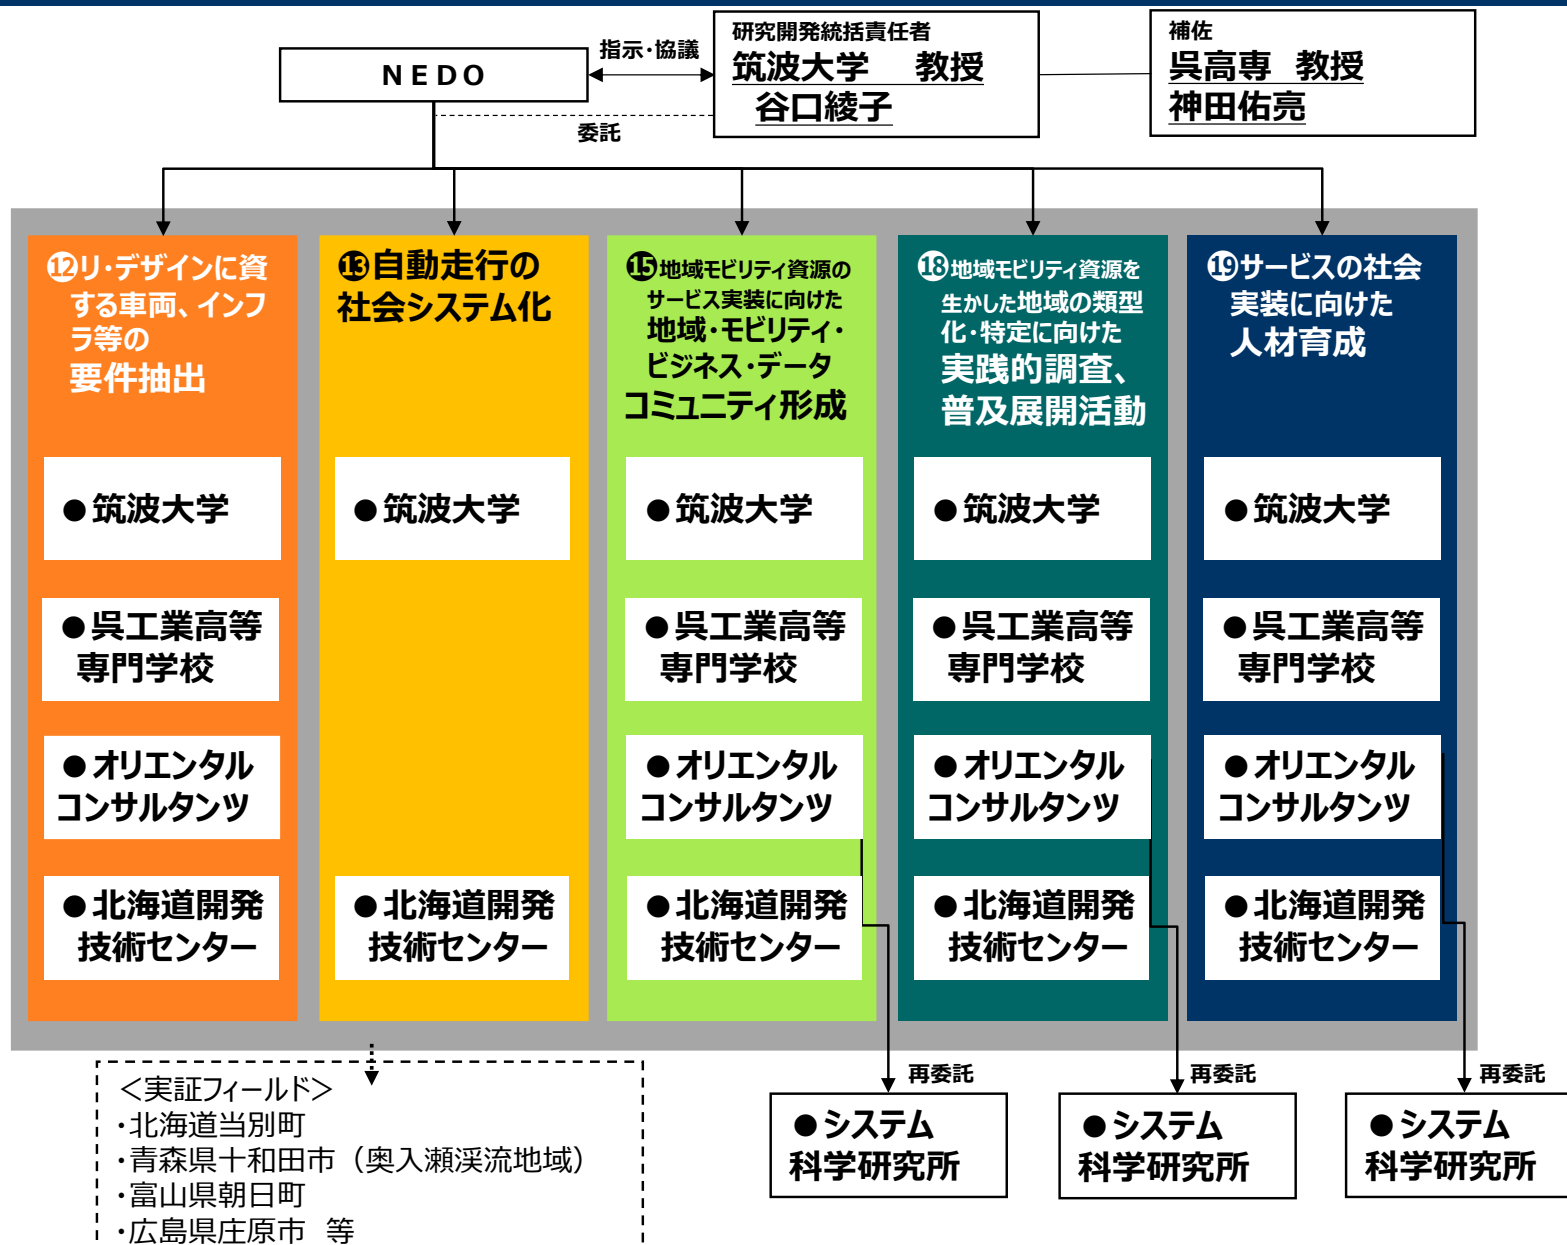 NEDO
指示・協議
委託
研究開発統括責任者
筑波大学　教授
谷口綾子
補佐
呉高専　教授
神田佑亮
⓬リ・デザインに資
する車両、インフ
ラ等の
要件抽出
●筑波大学
●呉工業高等
専門学校
●オリエンタル
コンサルタンツ
●北海道開発
技術センター
⓭自動走行の
社会システム化
●筑波大学
●北海道開発
技術センター
⓯地域モビリティ資源の
サービス実装に向けた
地域・モビリティ・
ビジネス・データ
コミュニティ形成
●筑波大学
●呉工業高等
専門学校
●オリエンタル
コンサルタンツ
●北海道開発
技術センター
⓲地域モビリティ資源を
生かした地域の類型
化・特定に向けた
実践的調査、
普及展開活動
●筑波大学
●呉工業高等
専門学校
●オリエンタル
コンサルタンツ
●北海道開発
技術センター
⓳サービスの社会
実装に向けた
人材育成
●筑波大学
●呉工業高等
専門学校
●オリエンタル
コンサルタンツ
●北海道開発
技術センター
＜実証フィールド＞
・北海道当別町
・青森県十和田市（奥入瀬渓流地域）
・富山県朝日町
・広島県庄原市　等
再委託
●システム
科学研究所
再委託
●システム
科学研究所
再委託
●システム
科学研究所